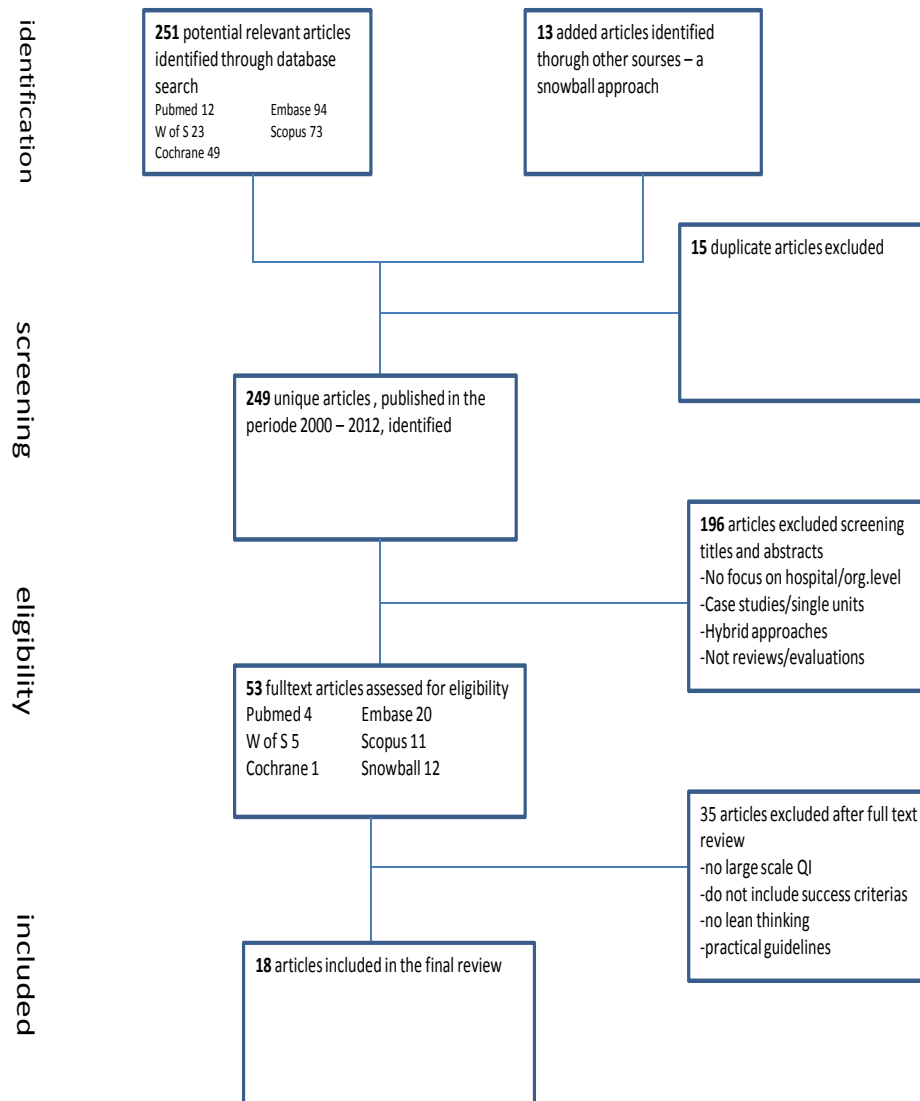 identification
251 potential relevant articles
identified through database
search
Pubmed 12 Embase 94
W of S 23 Scopus 73
Cochrane 49
13 added articles identified
thorugh other sourses – a
snowball approach
15 duplicate articles excluded
screening
249 unique articles , published in the
periode 2000 – 2012, identified
196 articles excluded screening
titles and abstracts
-No focus on hospital/org.level
-Case studies/single units
-Hybrid approaches
-Not reviews/evaluations
eligibility
53 fulltext articles assessed for eligibility
Pubmed 4 Embase 20
W of S 5 Scopus 11
Cochrane 1 Snowball 12
35 articles excluded after full text
review
-no large scale QI
-do not include success criterias
-no lean thinking
-practical guidelines
included
18 articles included in the final review